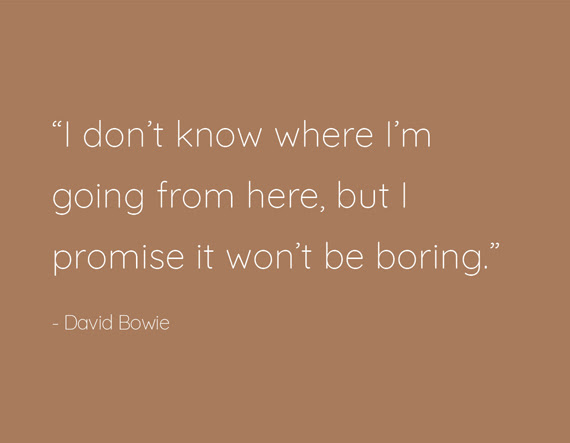 “I don’t know where I’m
going from here, but I
promise it won’t be boring.”
- David Bowie